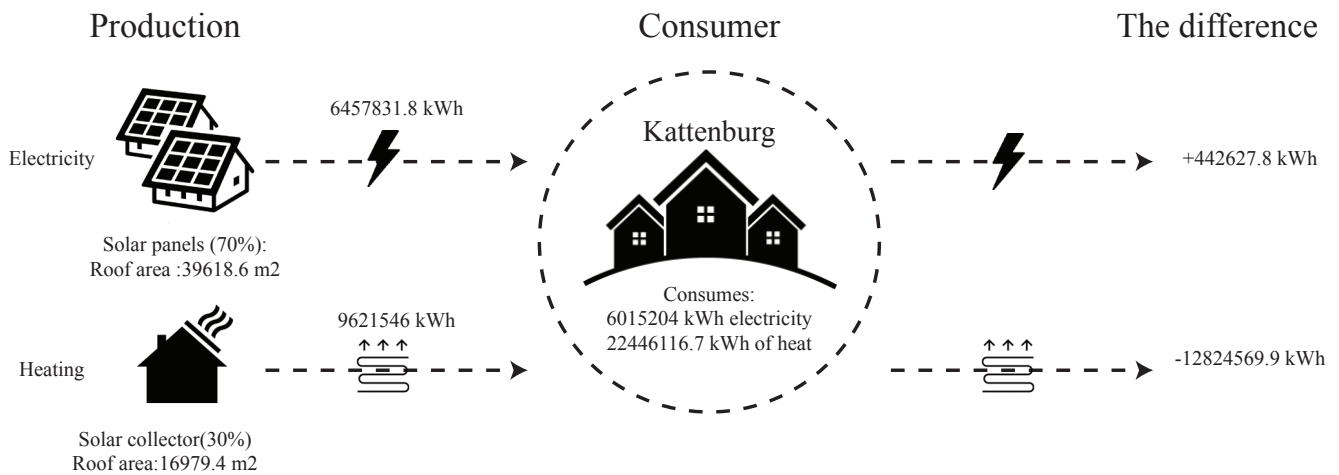 Production
Consumer
The difference
Electricity
6457831.8 kWh
Kattenburg
+442627.8 kWh
Solar panels (70%):
Roof area :39618.6 m2
Consumes:
6015204 kWh electricity
22446116.7 kWh of heat
Heating
9621546 kWh
-12824569.9 kWh
Solar collector(30%)
Roof area:16979.4 m2